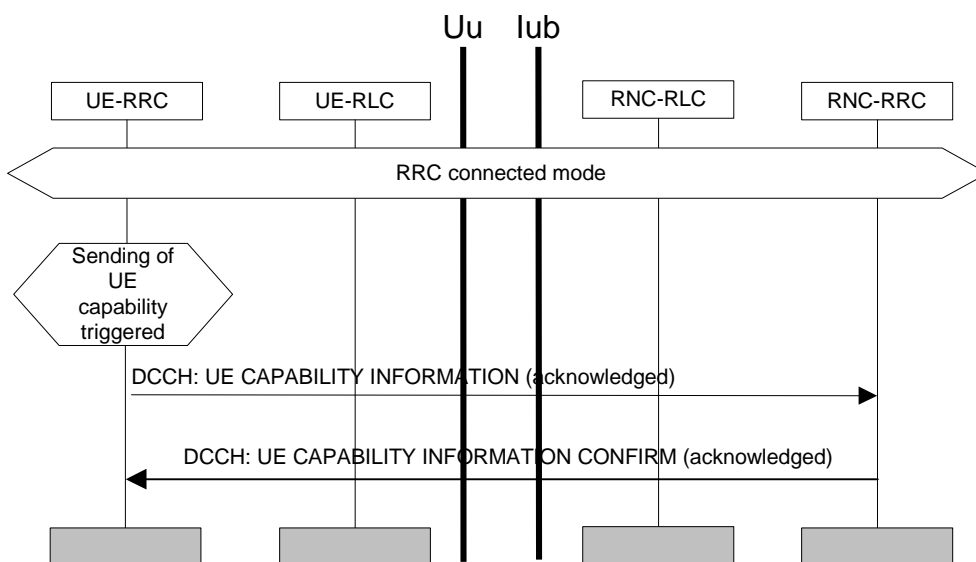 Uu Iub
UE-RRC UE-RLC RNC-RLC RNC-RRC
RRC connected mode
Sending of
UE
capability
triggered
DCCH: UE CAPABILITY INFORMATION (acknowledged)
DCCH: UE CAPABILITY INFORMATION CONFIRM (acknowledged)